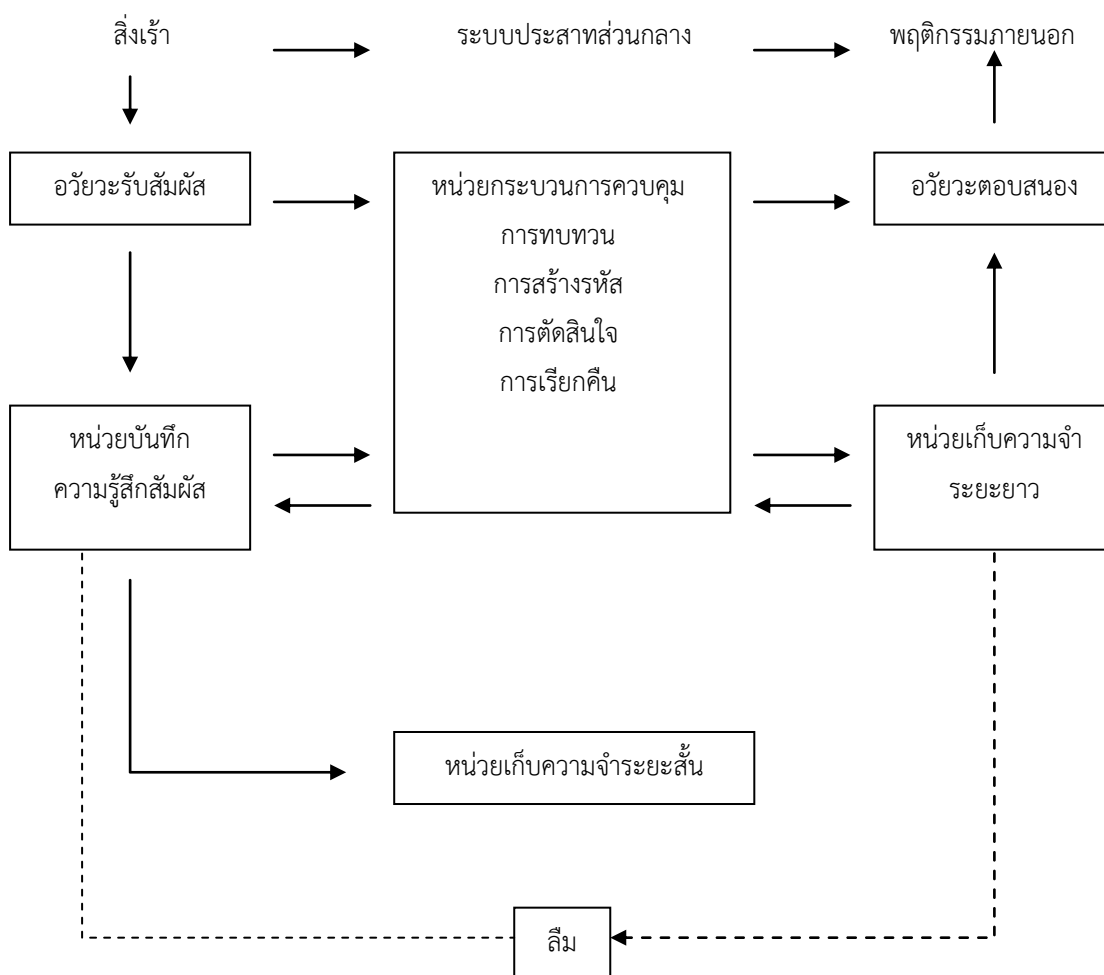 สิ่งเร้า
ระบบประสาทส่วนกลาง
พฤติกรรมภายนอก
อวัยวะรับสัมผัส
หน่วยกระบวนการควบคุม
การทบทวน
การสร้างรหัส
การตัดสินใจ
การเรียกคืน
อวัยวะตอบสนอง
หน่วยบันทึก
ความรู้สึกสัมผัส
หน่วยเก็บความจำ
ระยะยาว
หน่วยเก็บความจำระยะสั้น
ลืม